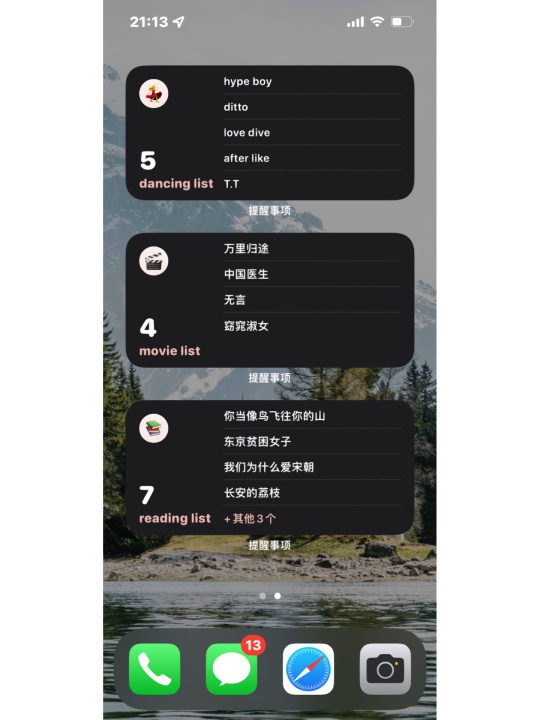 21:13
hype boy
ditto
love dive
after like
T.T
5
dancing list
提醒事项
万里归途
中国医生
无言
窈窕淑女
4
movie list
提醒事项
你当像鸟飞往你的山
东京贫困女子
我们为什么爱宋朝
长安的荔枝
+其他3个
7
reading list
提醒事项
13